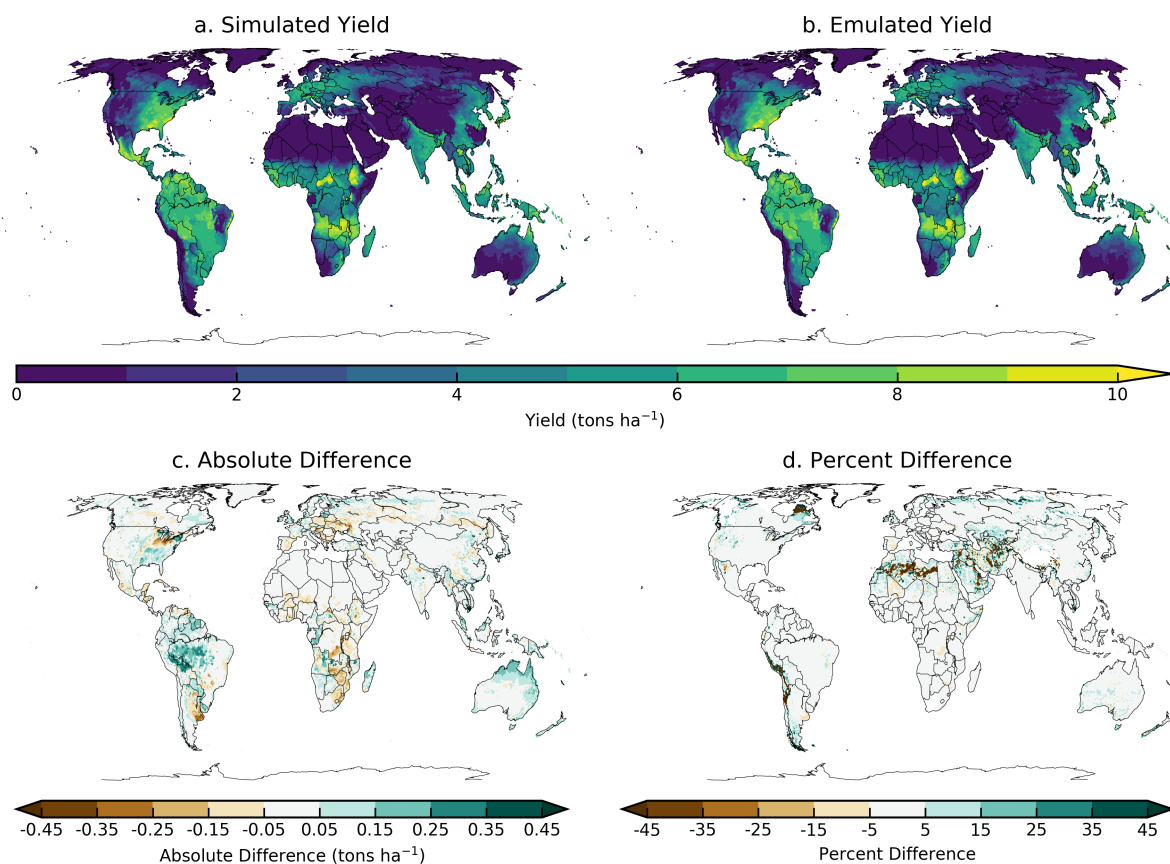 a. Simulated Yield
b. Emulated Yield
0 2 4 6 8 10
Yield (tons ha⁻¹)
c. Absolute Difference
d. Percent Difference
-0.45 -0.35 -0.25 -0.15 -0.05 0.05 0.15 0.25 0.35 0.45
-45 -35 -25 -15 -5 5 15 25 35 45
Absolute Difference (tons ha⁻¹)
Percent Difference